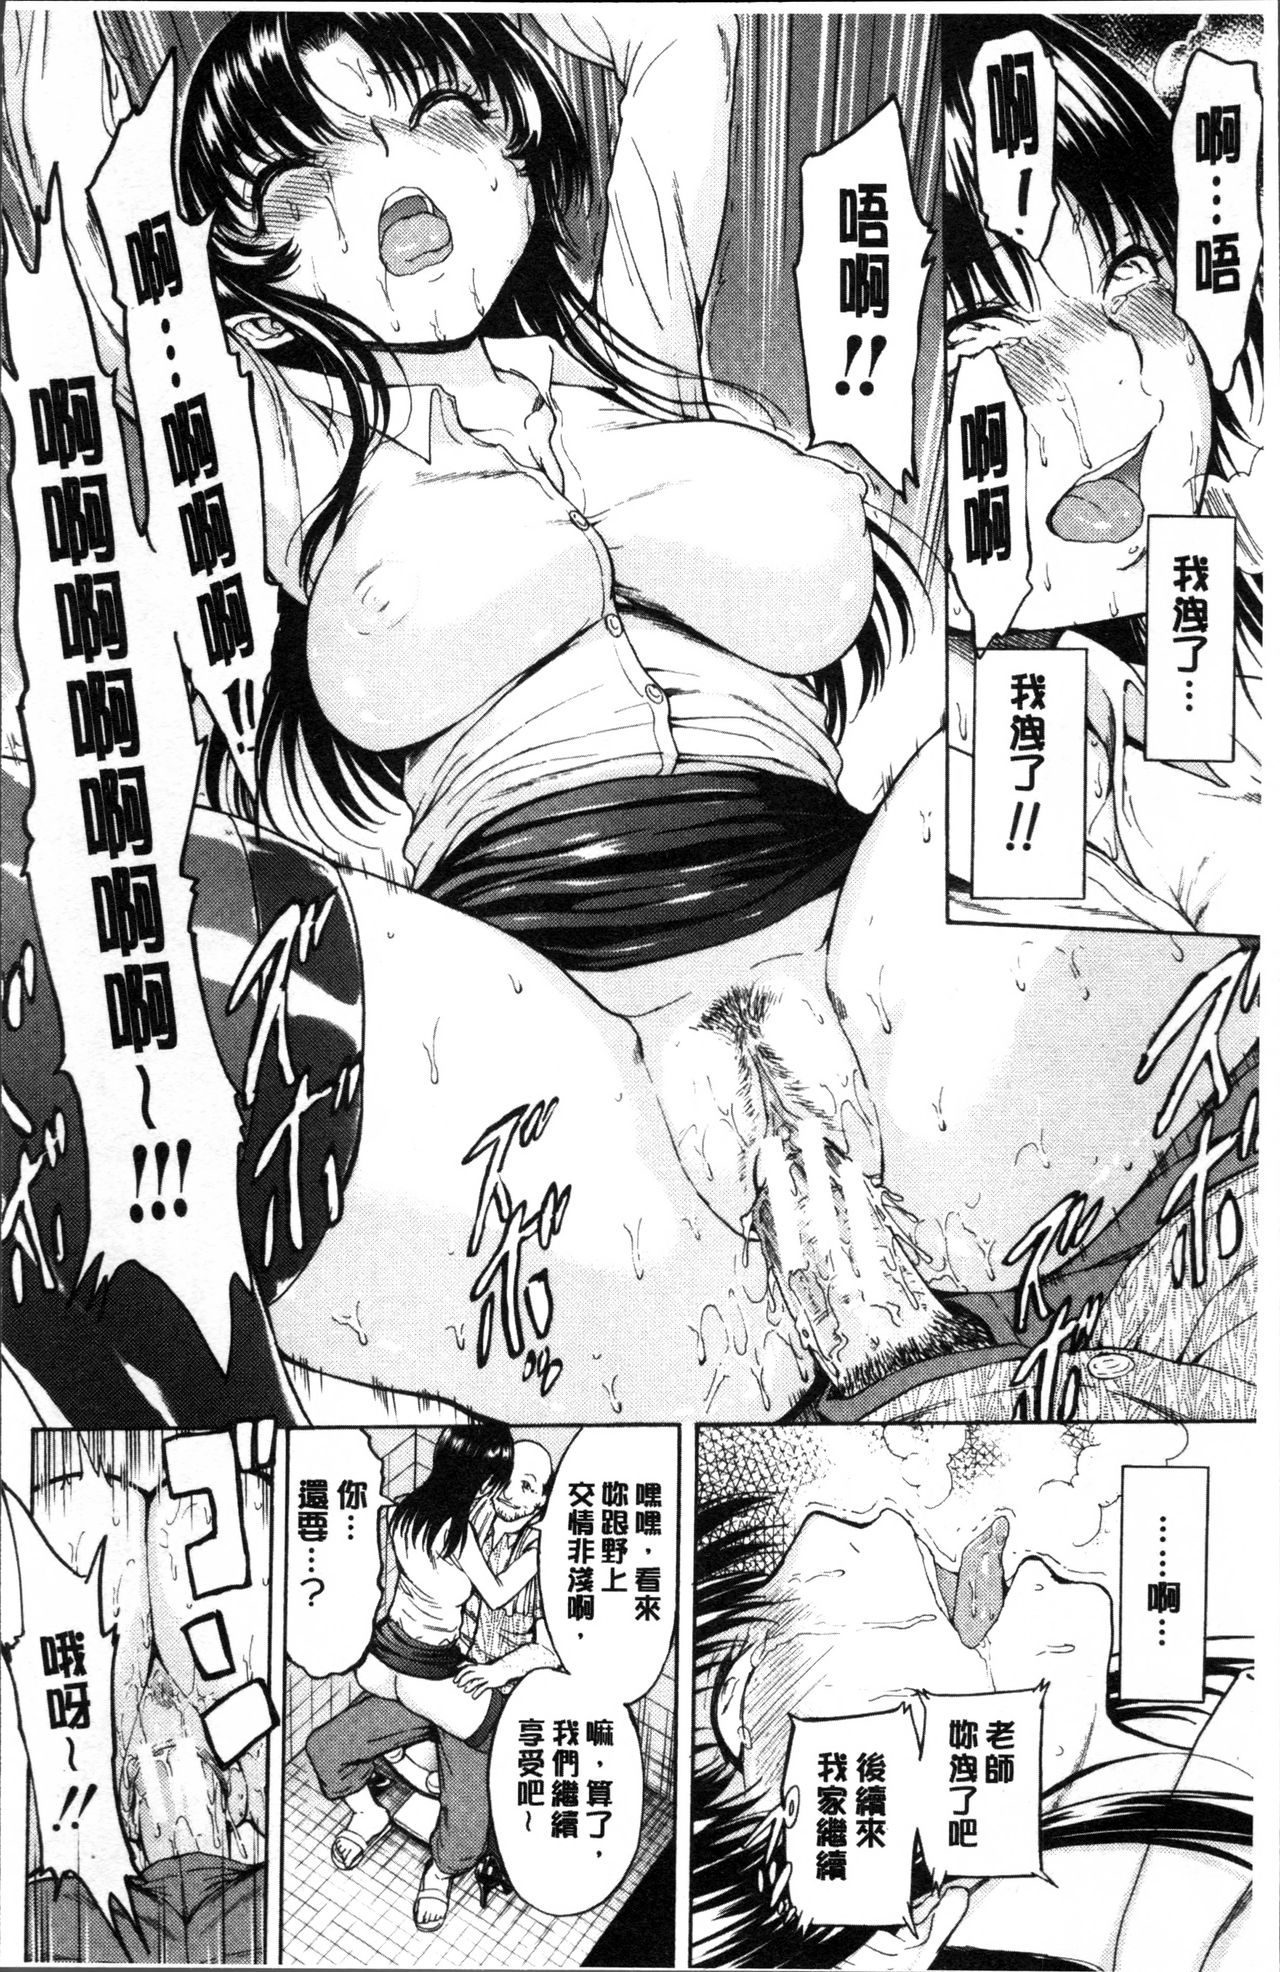 啊…唔
啊！
啊啊
我洩了…
我洩了!!
唔啊!!
啊…啊啊啊啊!!
啊啊啊啊啊啊啊啊～!!!
……啊…
老師
妳洩了吧
後續來
我家繼續
嘿嘿，看來
妳跟野上
交情非淺啊，
嘛，算了，
我們繼續
享受吧～
你…
還要…？
哦呀～!!